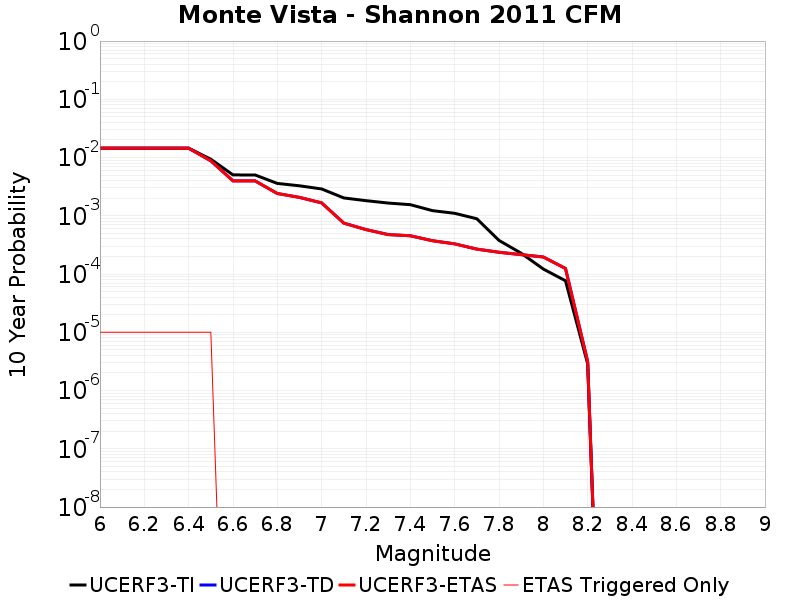 Monte Vista - Shannon 2011 CFM
10^0
10^-1
10^-2
10^-3
10^-4
10^-5
10^-6
10^-7
10^-8
10 Year Probability
6 6.2 6.4 6.6 6.8 7 7.2 7.4 7.6 7.8 8 8.2 8.4 8.6 8.8 9
Magnitude
UCERF3-TI UCERF3-TD UCERF3-ETAS ETAS Triggered Only